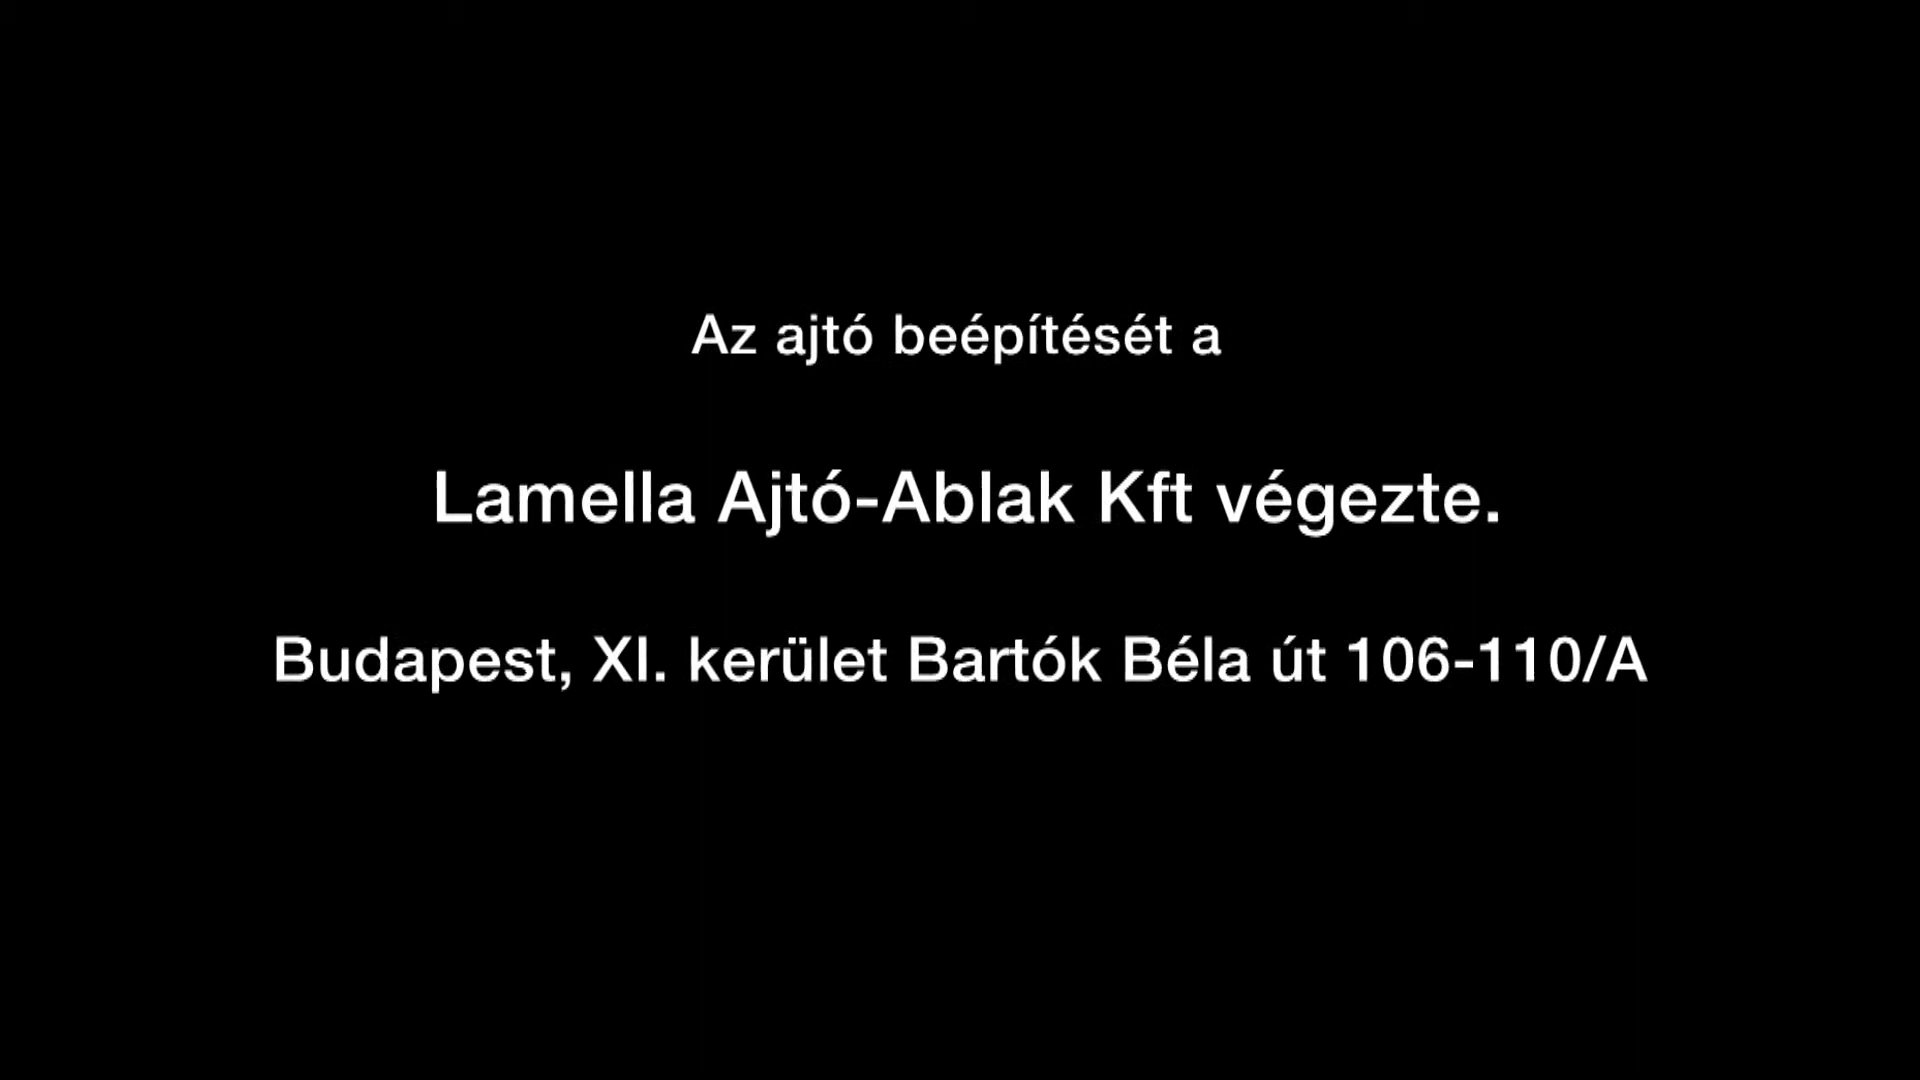 Az ajtó beépítését a
Lamella Ajtó-Ablak Kft végezte.
Budapest, XI. kerület Bartók Béla út 106-110/A